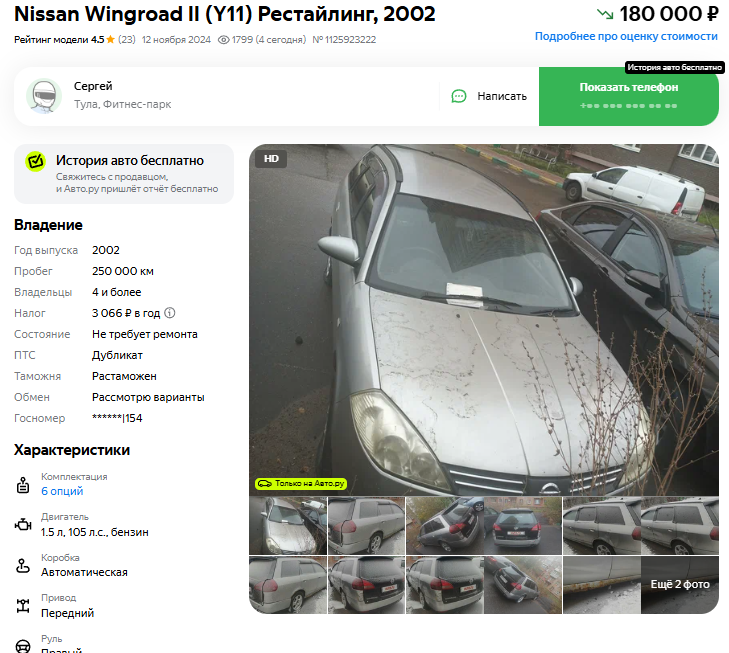 Nissan Wingroad II (Y11) Рестайлинг, 2002
180 000 ₽
Рейтинг модели 4.5 (23) 12 ноября 2024 1799 (4 сегодня) № 1125923222
Подробнее про оценку стоимости
История авто бесплатно
Сергей
Тула, Фитнес-парк
Написать
Показать телефон
История авто бесплатно
Свяжитесь с продавцом,
и Авто.ру пришлёт отчёт бесплатно
HD
Владение
Год выпуска 2002
Пробег 250 000 км
Владельцы 4 и более
Налог 3 066 ₽ в год
Состояние Не требует ремонта
ПТС Дубликат
Таможня Растаможен
Обмен Рассмотрю варианты
Госномер ******|154
Характеристики
Комплектация
6 опций
Двигатель
1.5 л, 105 л.с., бензин
Коробка
Автоматическая
Привод
Передний
Руль
Правый
Только на Авто.ру
Ещё 2 фото